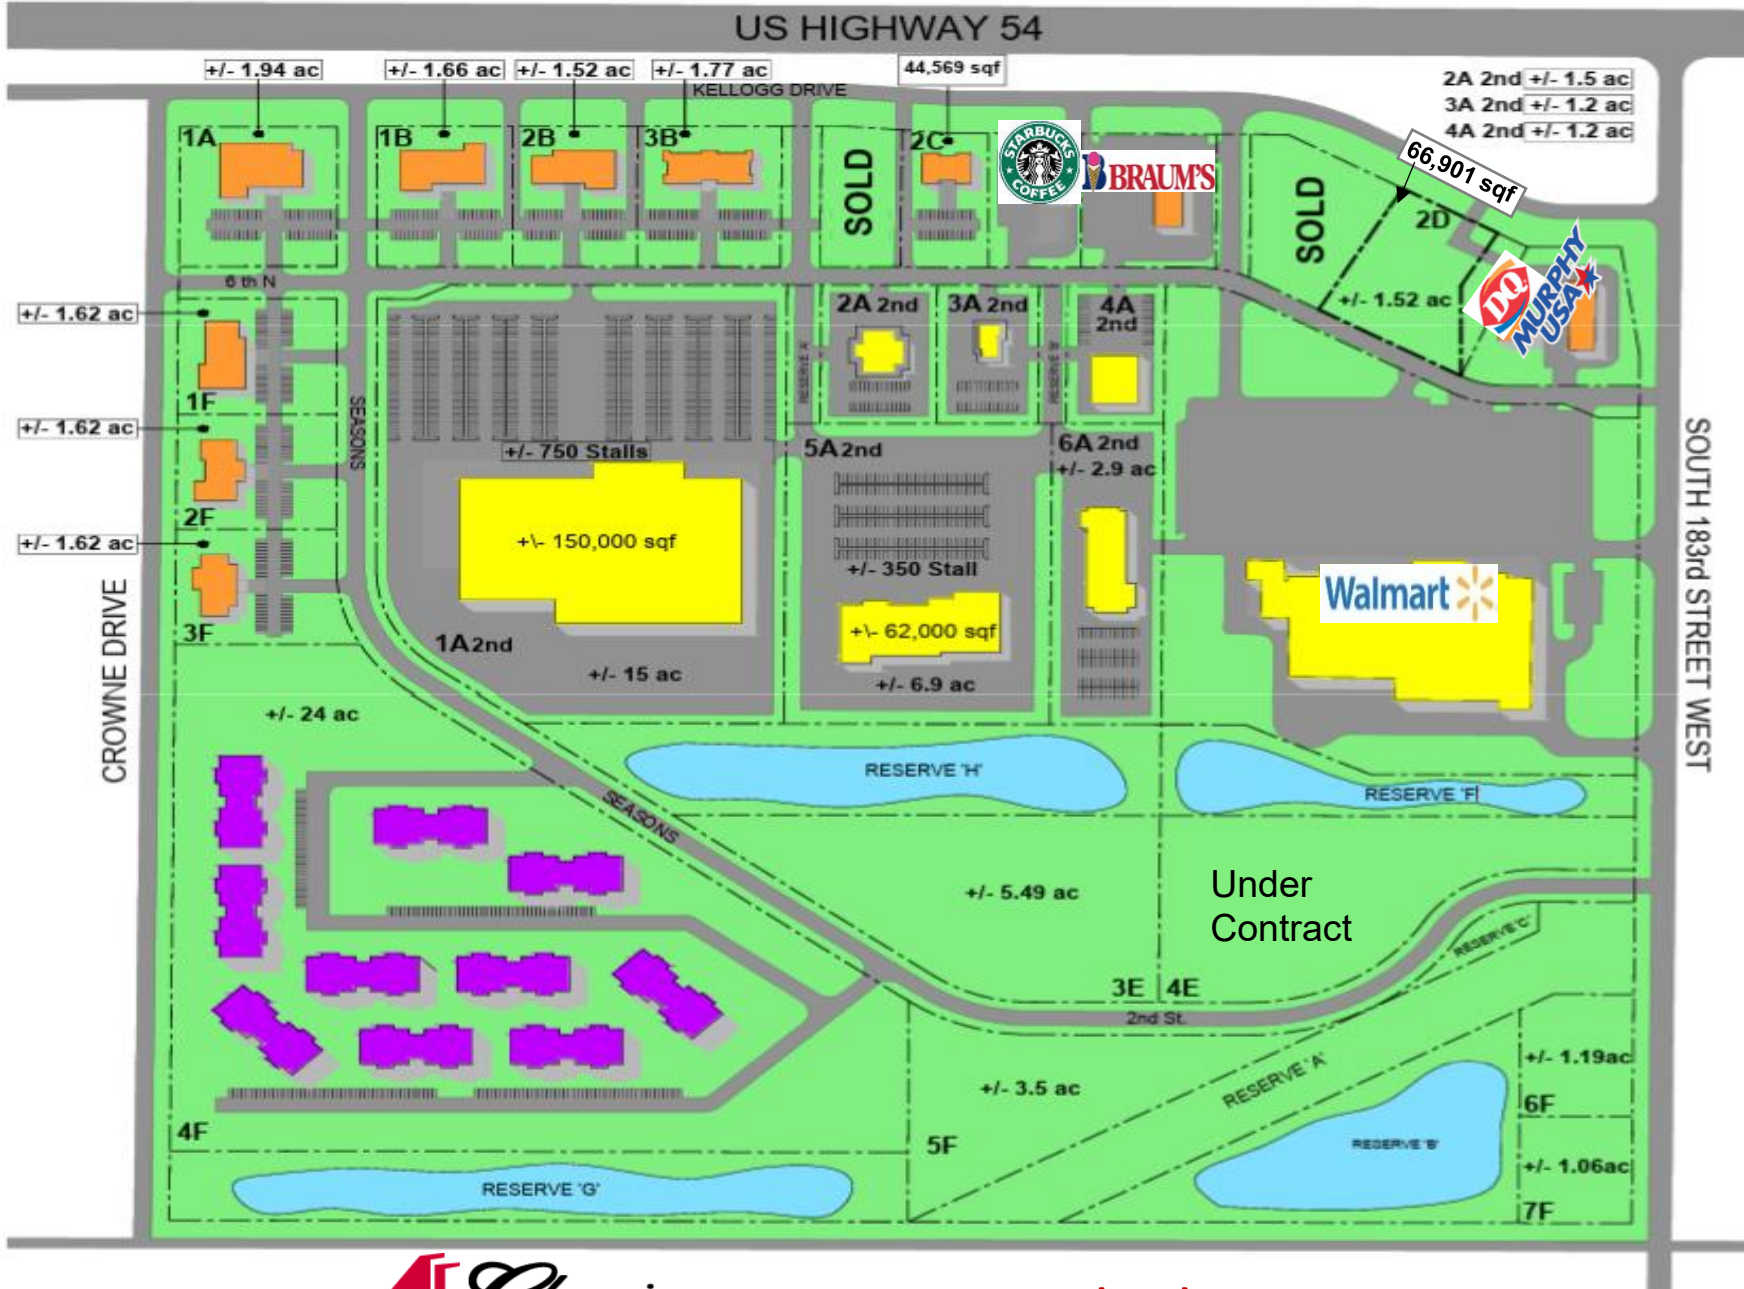 US HIGHWAY 54
+/- 1.94 ac
+/- 1.66 ac
+/- 1.52 ac
+/- 1.77 ac
44,569 sqf
KELLOGG DRIVE
2A 2nd +/- 1.5 ac
3A 2nd +/- 1.2 ac
4A 2nd +/- 1.2 ac
66,901 sqf
1A
1B
2B
3B
SOLD
2C
STARBUCKS
COFFEE
BRAUM'S
SOLD
2D
+/- 1.52 ac
DQ
MURPHY
USA
6 th N
+/- 1.62 ac
1F
+/- 1.62 ac
2F
+/- 1.62 ac
3F
SEASONS
CROWNE DRIVE
2A 2nd
3A 2nd
4A
2nd
RESERVE 'A'
RESERVE 'B'
+/- 750 Stalls
+\- 150,000 sqf
1A 2nd
+/- 15 ac
5A 2nd
+/- 350 Stall
+\- 62,000 sqf
+/- 6.9 ac
6A 2nd
+/- 2.9 ac
Walmart
SOUTH 183rd STREET WEST
+/- 24 ac
RESERVE 'H'
RESERVE 'F'
SEASONS
+/- 5.49 ac
Under
Contract
RESERVE 'C'
3E
4E
2nd St.
+/- 3.5 ac
RESERVE 'A'
RESERVE 'B'
+/- 1.19ac
6F
+/- 1.06ac
7F
4F
5F
RESERVE 'G'